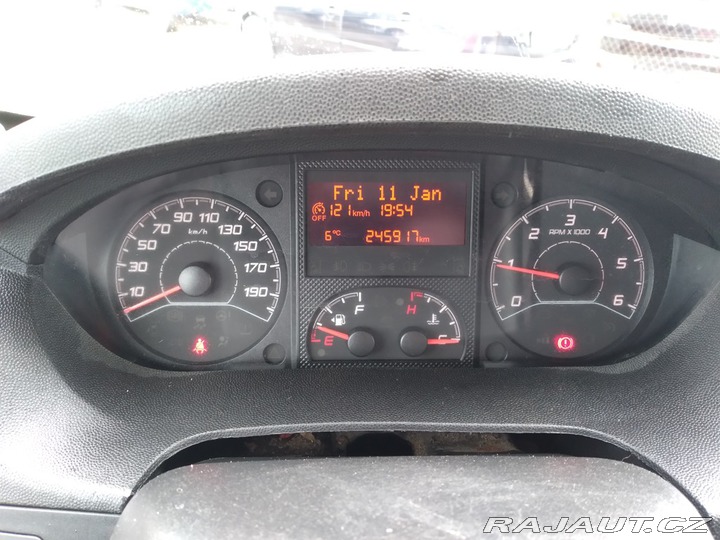 Fri 11 Jan
OFF 121 km/h 19:54
6°C 245917 km
10 30 50 70 90 110 130 150 170 190
km/h
0 1 2 3 4 5 6
RPM X 1000
F H
E C
RAJAUT.CZ